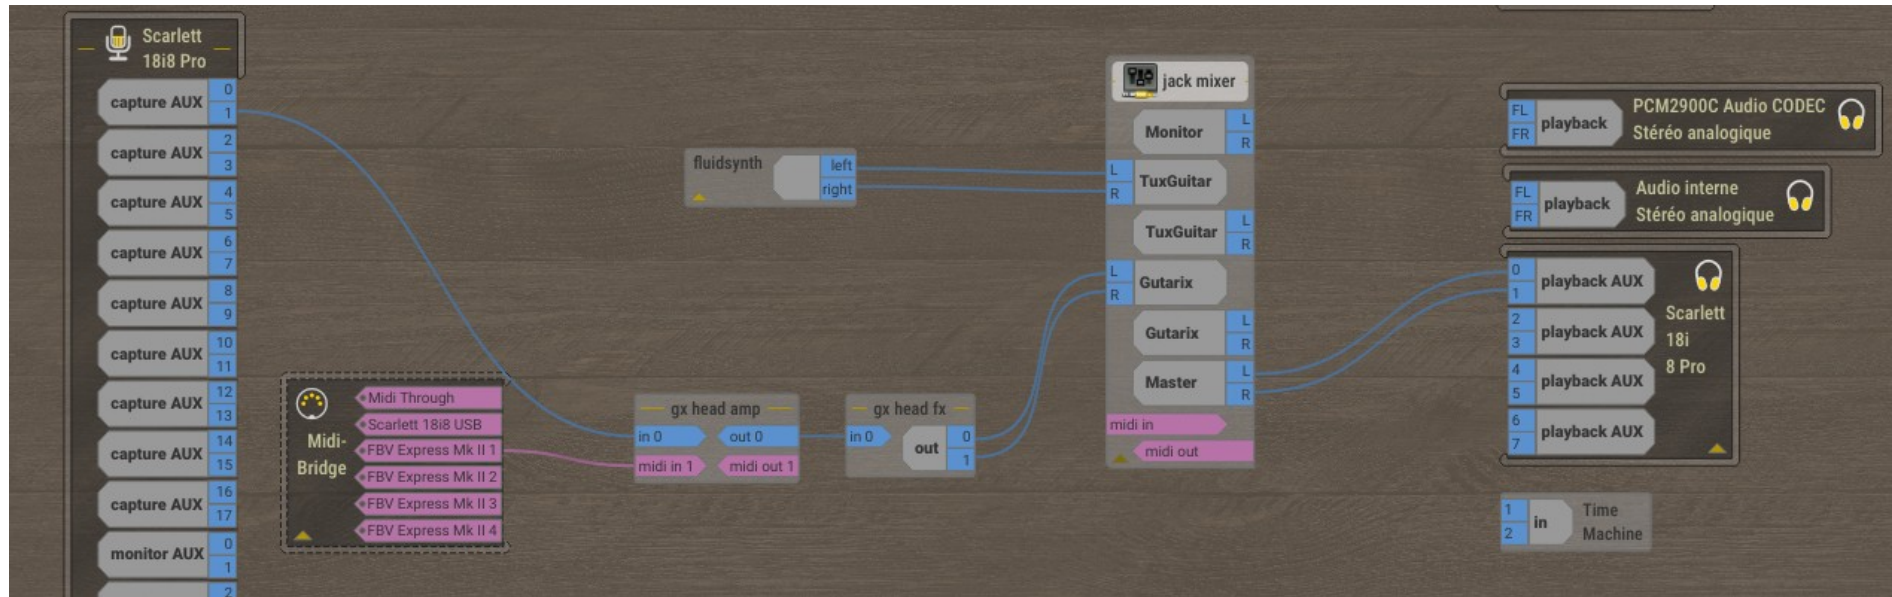 Scarlett
18i8 Pro
capture AUX
0
1
capture AUX
2
3
capture AUX
4
5
capture AUX
6
7
capture AUX
8
9
capture AUX
10
11
capture AUX
12
13
capture AUX
14
15
capture AUX
16
17
monitor AUX
0
1
2
Midi-
Bridge
Midi Through
Scarlett 18i8 USB
FBV Express Mk II 1
FBV Express Mk II 2
FBV Express Mk II 3
FBV Express Mk II 4
fluidsynth
left
right
gx head amp
in 0
out 0
midi in 1
midi out 1
gx head fx
in 0
out
0
1
jack mixer
Monitor
L
R
L
R
TuxGuitar
TuxGuitar
L
R
L
R
Gutarix
Gutarix
L
R
Master
L
R
midi in
midi out
FL
FR
playback
PCM2900C Audio CODEC
Stéréo analogique
FL
FR
playback
Audio interne
Stéréo analogique
0
1
playback AUX
2
3
playback AUX
4
5
playback AUX
6
7
playback AUX
Scarlett
18i
8 Pro
1
2
in
Time
Machine